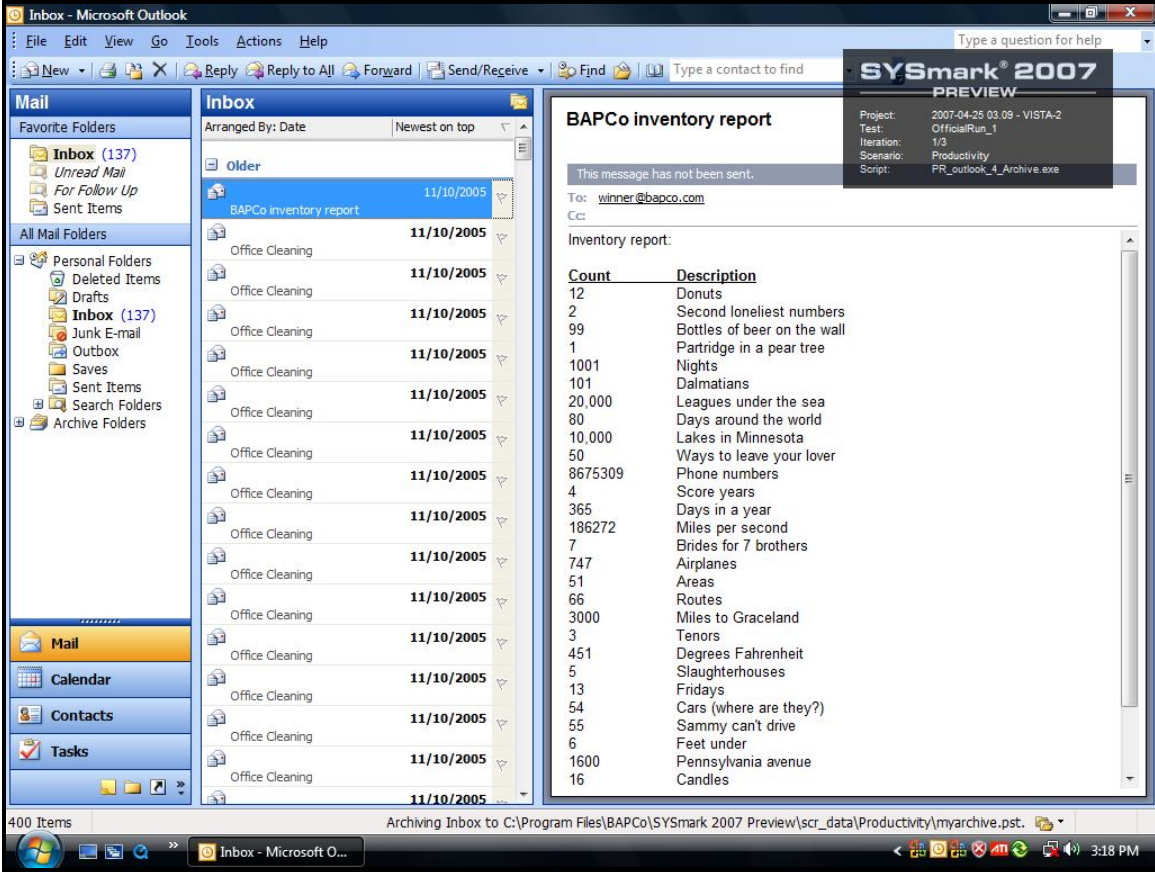 Inbox - Microsoft Outlook
File Edit View Go Tools Actions Help
Type a question for help
New Reply Reply to All Forward Send/Receive Find Type a contact to find
SYSmark® 2007
PREVIEW
Project: 2007-04-25 03.09 - VISTA-2
Test: OfficialRun_1
Iteration: 1/3
Scenario: Productivity
Script: PR_outlook_4_Archive.exe
Mail
Favorite Folders
Inbox (137)
Unread Mail
For Follow Up
Sent Items
All Mail Folders
Personal Folders
Deleted Items
Drafts
Inbox (137)
Junk E-mail
Outbox
Saves
Sent Items
Search Folders
Archive Folders
Mail
Calendar
Contacts
Tasks
Inbox
Arranged By: Date Newest on top
Older
11/10/2005
BAPCo inventory report
11/10/2005
Office Cleaning
11/10/2005
Office Cleaning
11/10/2005
Office Cleaning
11/10/2005
Office Cleaning
11/10/2005
Office Cleaning
11/10/2005
Office Cleaning
11/10/2005
Office Cleaning
11/10/2005
Office Cleaning
11/10/2005
Office Cleaning
11/10/2005
Office Cleaning
11/10/2005
Office Cleaning
11/10/2005
Office Cleaning
11/10/2005
Office Cleaning
11/10/2005
Office Cleaning
11/10/2005
BAPCo inventory report
This message has not been sent.
To: winner@bapco.com
Cc:
Inventory report:
Count Description
12 Donuts
2 Second loneliest numbers
99 Bottles of beer on the wall
1 Partridge in a pear tree
1001 Nights
101 Dalmatians
20,000 Leagues under the sea
80 Days around the world
10,000 Lakes in Minnesota
50 Ways to leave your lover
8675309 Phone numbers
4 Score years
365 Days in a year
186272 Miles per second
7 Brides for 7 brothers
747 Airplanes
51 Areas
66 Routes
3000 Miles to Graceland
3 Tenors
451 Degrees Fahrenheit
5 Slaughterhouses
13 Fridays
54 Cars (where are they?)
55 Sammy can't drive
6 Feet under
1600 Pennsylvania avenue
16 Candles
400 Items
Archiving Inbox to C:\Program Files\BAPCo\SYSmark 2007 Preview\scr_data\Productivity\myarchive.pst.
Inbox - Microsoft O...
ATI
3:18 PM